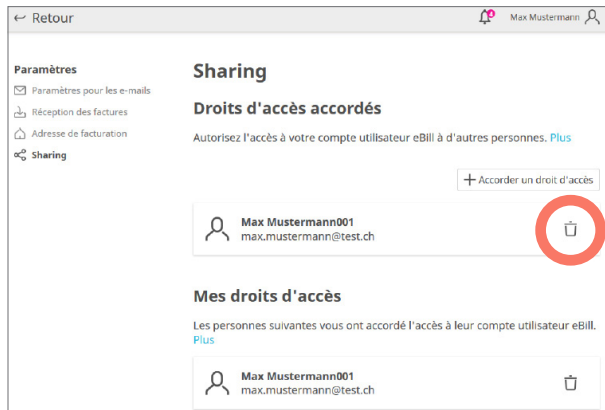 Retour
4
Max Mustermann
Paramètres
Paramètres pour les e-mails
Réception des factures
Adresse de facturation
Sharing
Sharing
Droits d'accès accordés
Autorisez l'accès à votre compte utilisateur eBill à d'autres personnes. Plus
Accorder un droit d'accès
Max Mustermann001
max.mustermann@test.ch
Mes droits d'accès
Les personnes suivantes vous ont accordé l'accès à leur compte utilisateur eBill.
Plus
Max Mustermann001
max.mustermann@test.ch